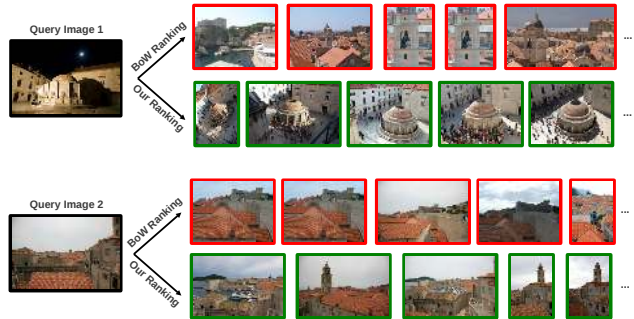 Query Image 1
BoW Ranking
...
Our Ranking
...
Query Image 2
BoW Ranking
...
Our Ranking
...